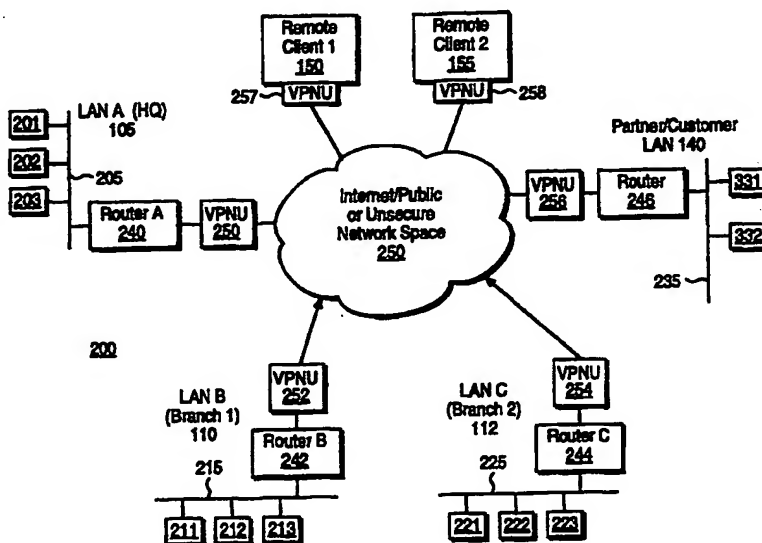 Remote
Client 1
150
VPNU
257
Remote
Client 2
155
VPNU
258
LAN A (HQ)
105
201
202
203
205
Router A
240
VPNU
250
Internet/Public
or Unsecure
Network Space
250
Partner/Customer
LAN 140
VPNU
256
Router
246
331
332
235
200
VPNU
252
LAN B
(Branch 1)
110
Router B
242
215
211
212
213
VPNU
254
LAN C
(Branch 2)
112
Router C
244
225
221
222
223